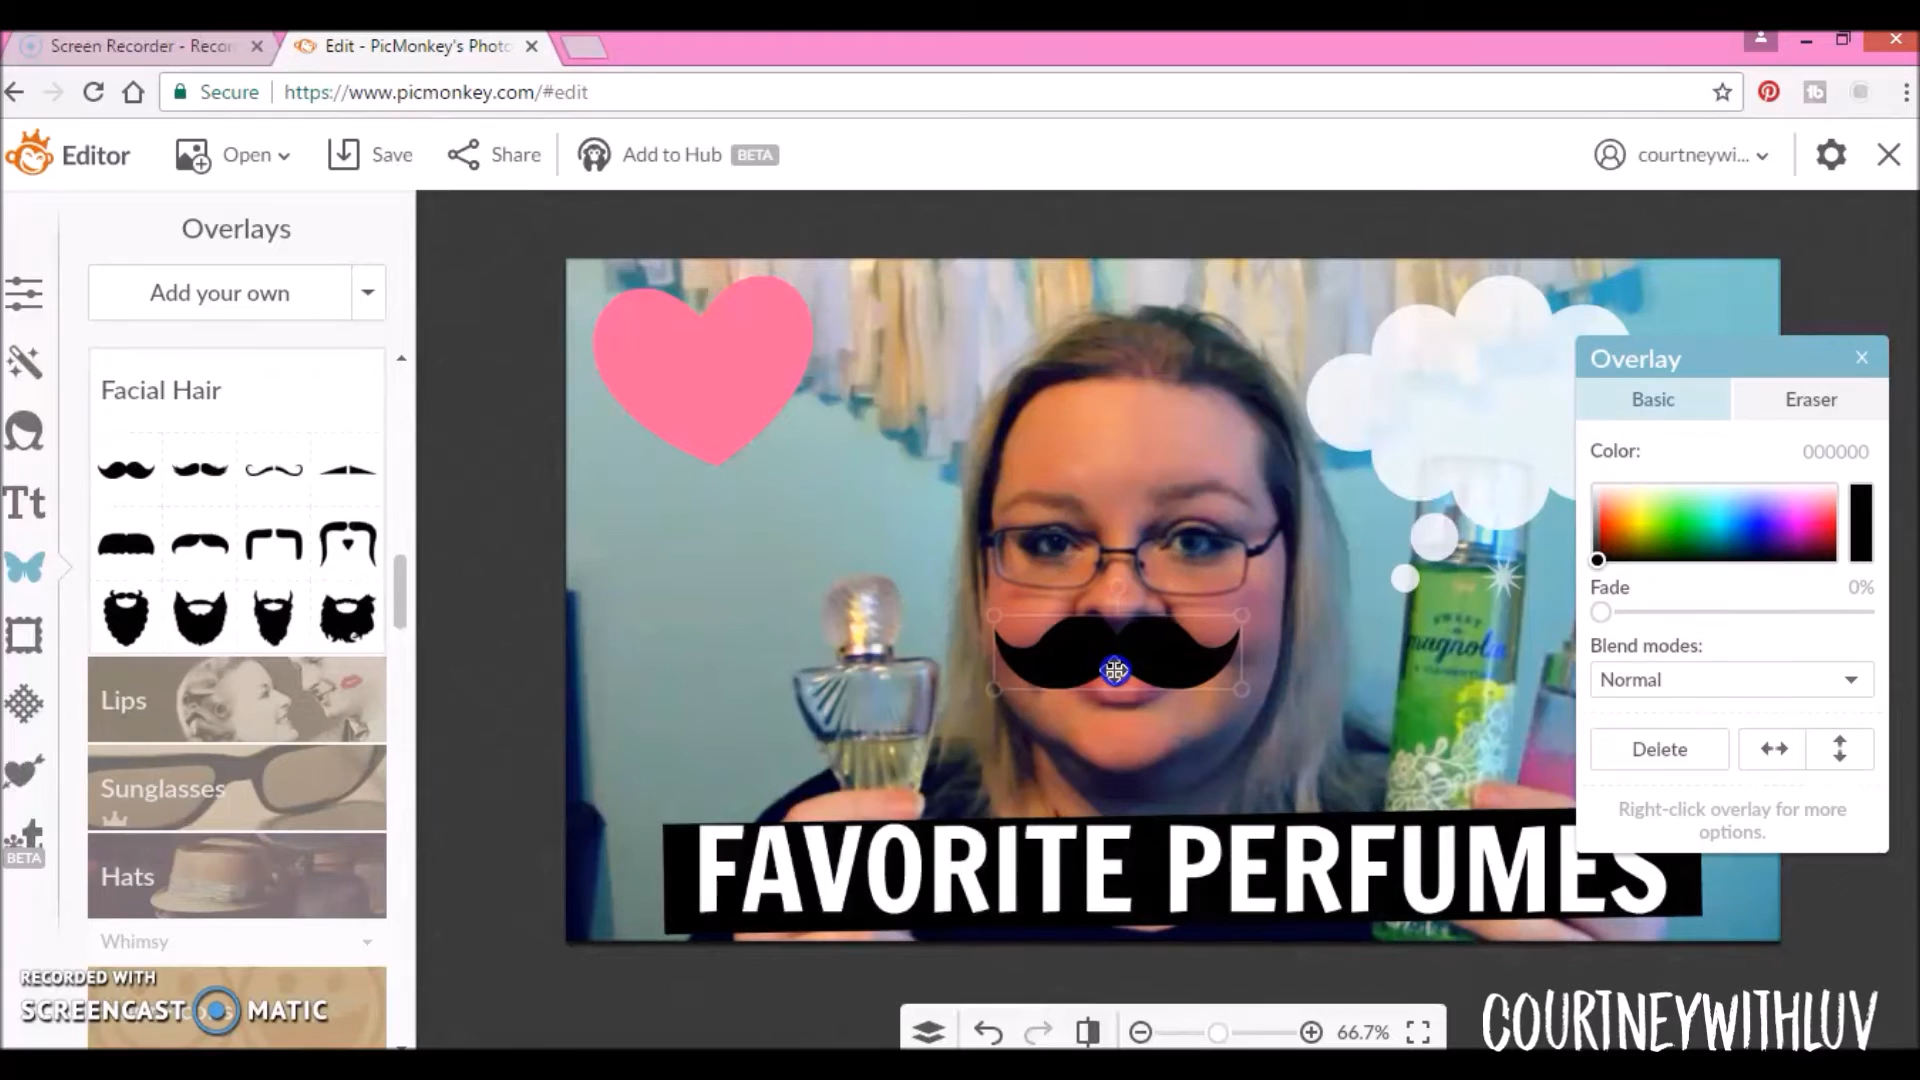 Screen Recorder - Recor
Edit - PicMonkey's Photo
Secure
https://www.picmonkey.com/#edit
Editor
Open
Save
Share
Add to Hub BETA
courtneywi...
Overlays
Add your own
Facial Hair
Lips
Sunglasses
Hats
Whimsy
Tt
BETA
RECORDED WITH
SCREENCAST MATIC
SWEET
magnolia
FAVORITE PERFUMES
Overlay
Basic
Eraser
Color:
000000
Fade
0%
Blend modes:
Normal
Delete
Right-click overlay for more
options.
66.7%
COURTNEYWITHLUV